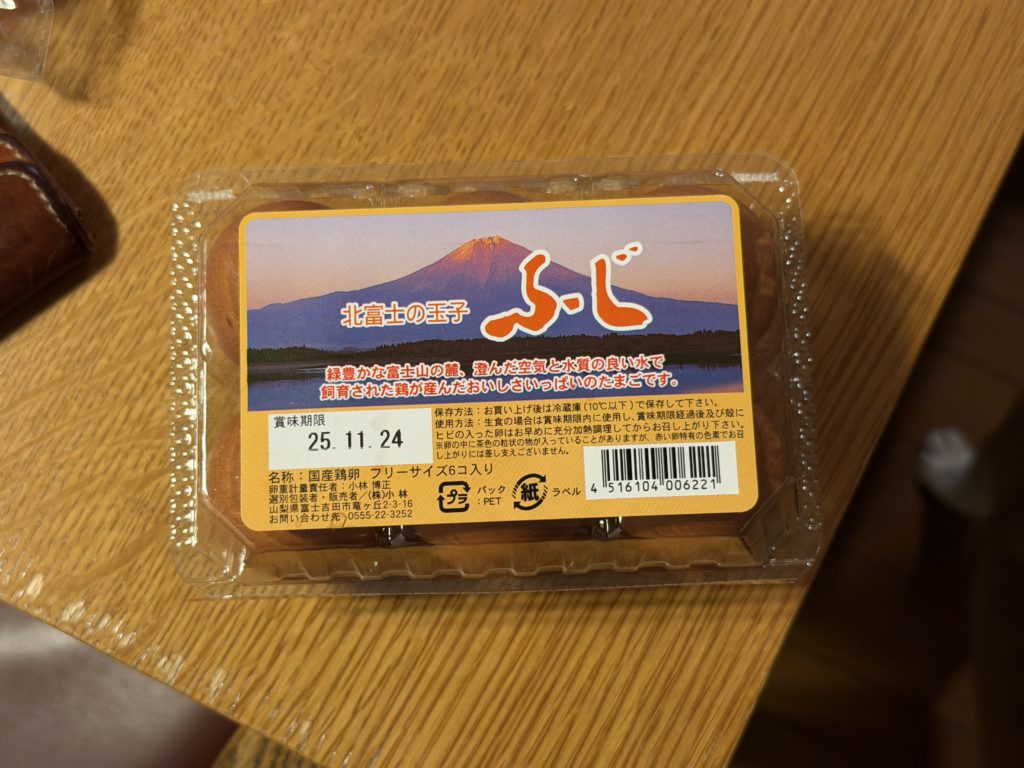 北富士の玉子
ふじ
緑豊かな富士山の麓、澄んだ空気と水質の良い水で
飼育された鶏が産んだおいしさいっぱいのたまごです。
賞味期限
25.11.24
保存方法：お買い上げ後は冷蔵庫(10℃以下)で保存して下さい。
使用方法：生食の場合は賞味期限内に使用し、賞味期限経過後及び殻に
ヒビの入った卵はお早めに充分加熱調理してからお召し上がり下さい。
※卵の中に茶色の粒状の物が入っていることがありますが、赤い卵特有の色素でお召
し上がりには差し支えございません。
名称：国産鶏卵 フリーサイズ6コ入り
卵重計量責任者：小林 博正
選別包装者・販売者／(株)小 林
山梨県富士吉田市竜ヶ丘2-3-16
お問い合わせ先／0555-22-3252
プラ
パック
：PET
紙
ラベル
4 516104 006221